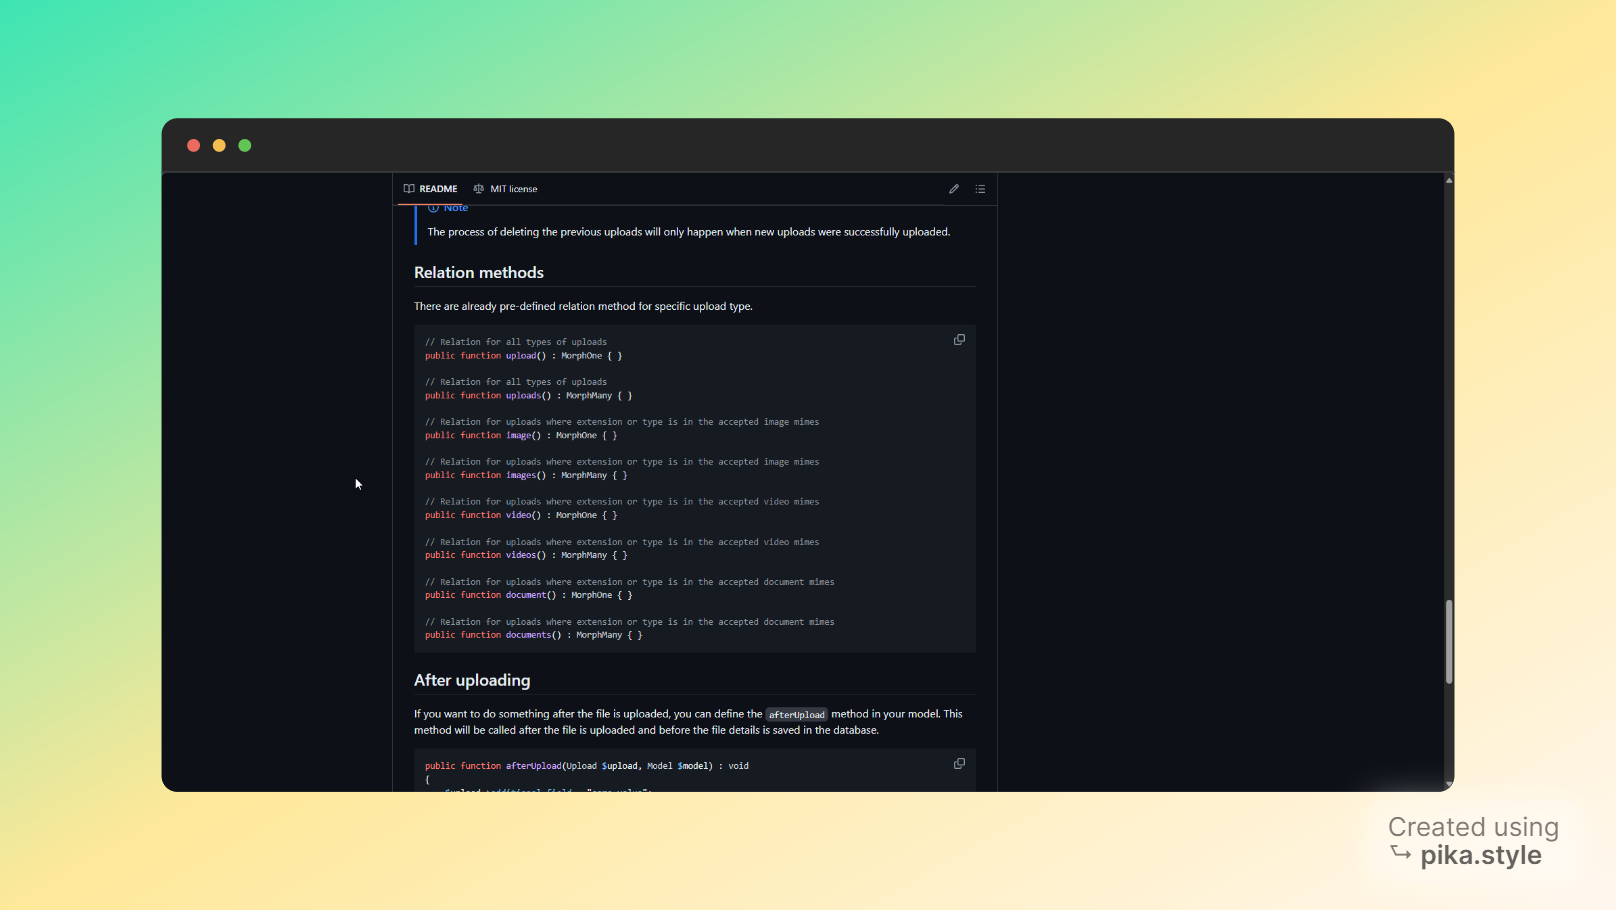 README MIT license
Note
The process of deleting the previous uploads will only happen when new uploads were successfully uploaded.
Relation methods
There are already pre-defined relation method for specific upload type.
// Relation for all types of uploads
public function upload() : MorphOne { }
// Relation for all types of uploads
public function uploads() : MorphMany { }
// Relation for uploads where extension or type is in the accepted image mimes
public function image() : MorphOne { }
// Relation for uploads where extension or type is in the accepted image mimes
public function images() : MorphMany { }
// Relation for uploads where extension or type is in the accepted video mimes
public function video() : MorphOne { }
// Relation for uploads where extension or type is in the accepted video mimes
public function videos() : MorphMany { }
// Relation for uploads where extension or type is in the accepted document mimes
public function document() : MorphOne { }
// Relation for uploads where extension or type is in the accepted document mimes
public function documents() : MorphMany { }
After uploading
If you want to do something after the file is uploaded, you can define the afterUpload method in your model. This
method will be called after the file is uploaded and before the file details is saved in the database.
public function afterUpload(Upload $upload, Model $model) : void
{
Created using
pika.style